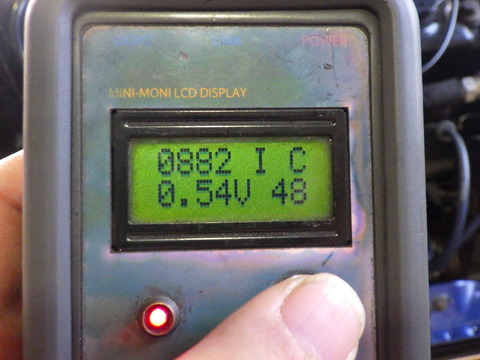 POWER
MINI-MONI LCD DISPLAY
0882 I C
0.54V 48